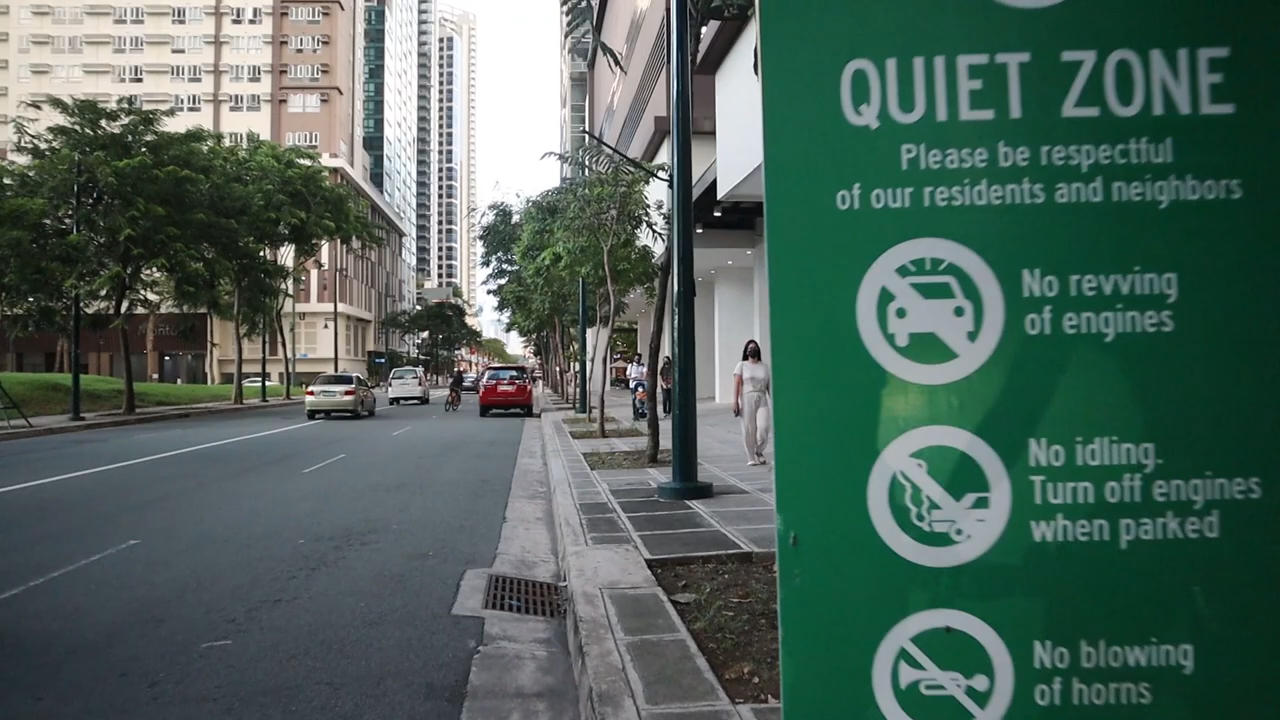 QUIET ZONE
Please be respectful
of our residents and neighbors
No revving
of engines
No idling.
Turn off engines
when parked
No blowing
of horns